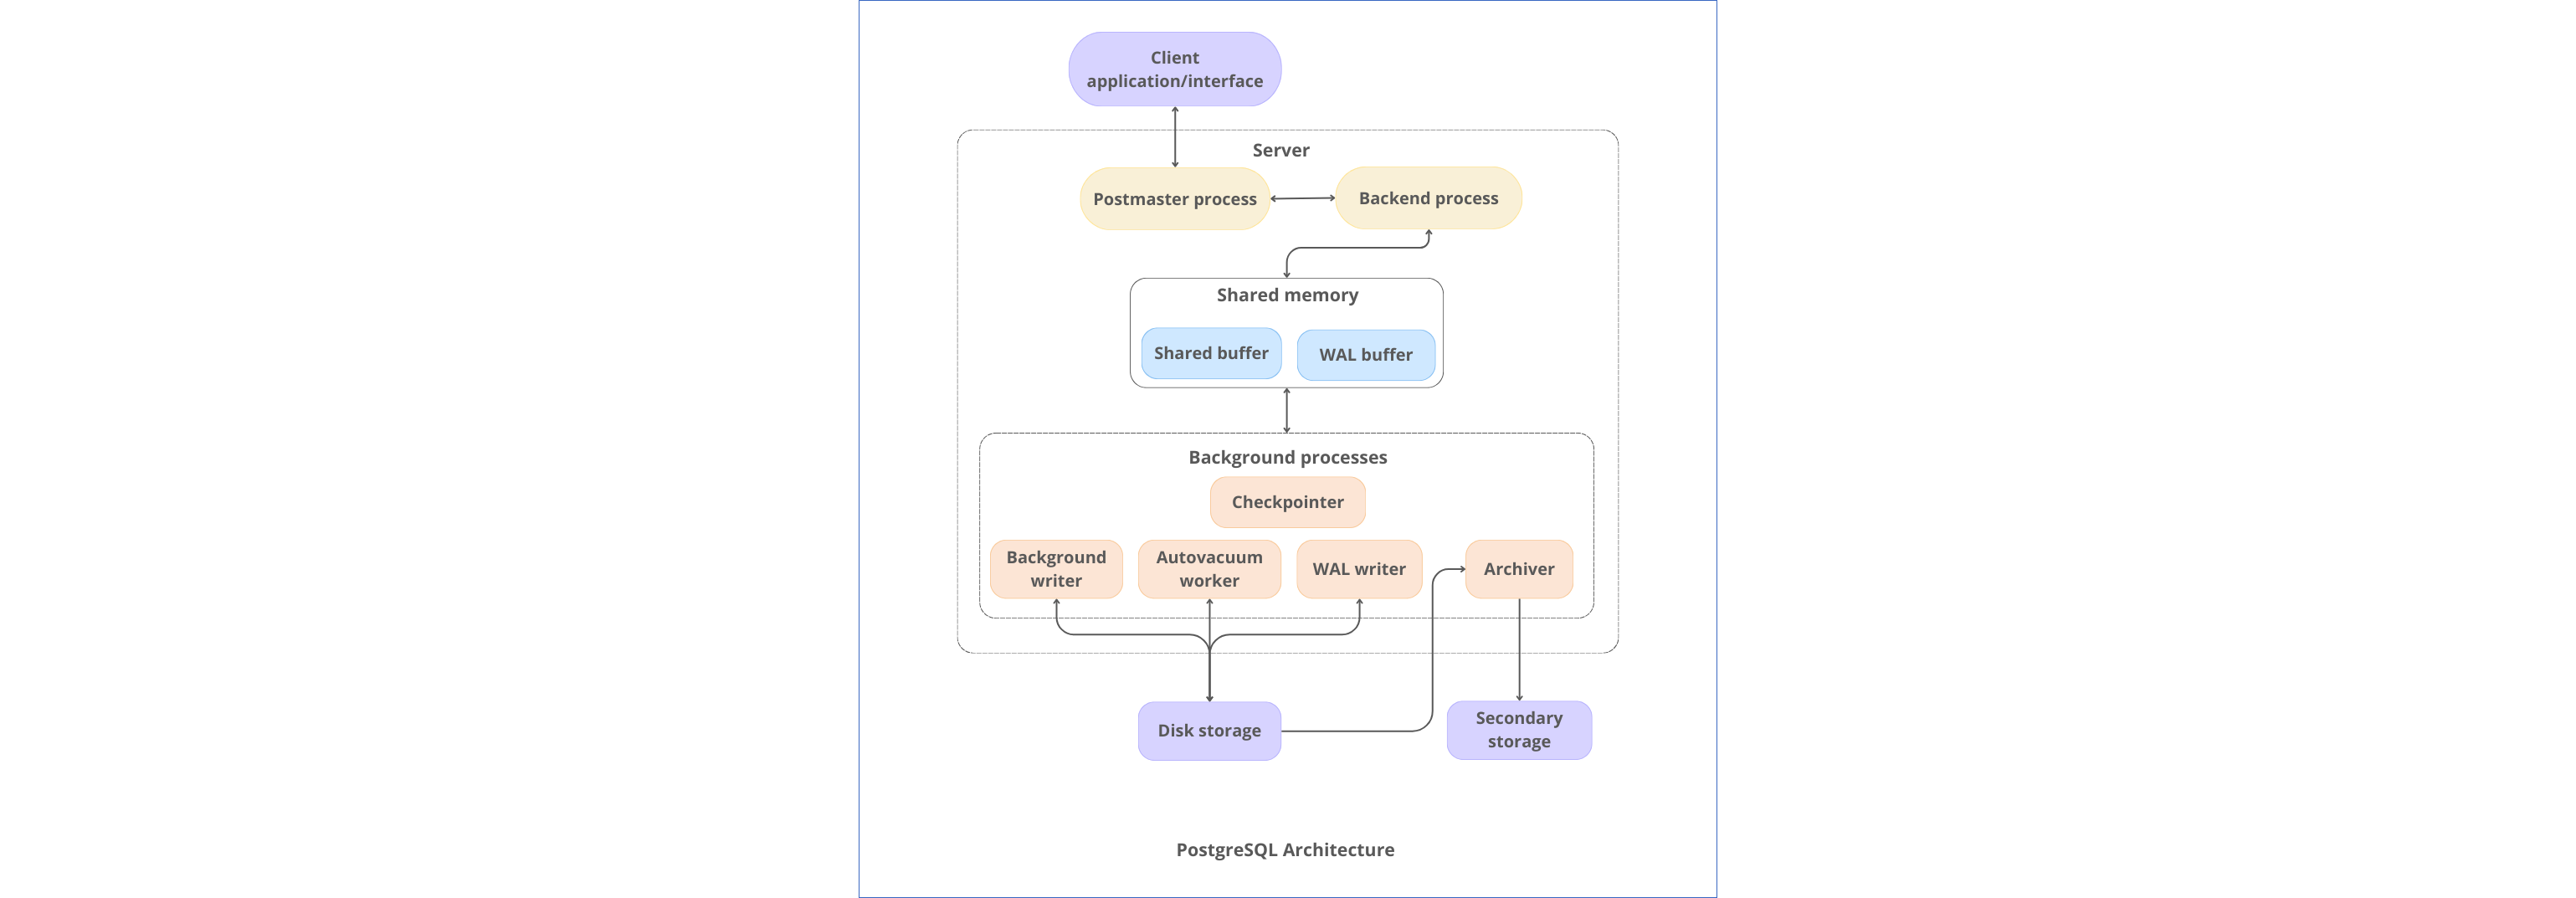 Client
application/interface
Server
Postmaster process
Backend process
Shared memory
Shared buffer
WAL buffer
Background processes
Checkpointer
Background
writer
Autovacuum
worker
WAL writer
Archiver
Disk storage
Secondary
storage
PostgreSQL Architecture